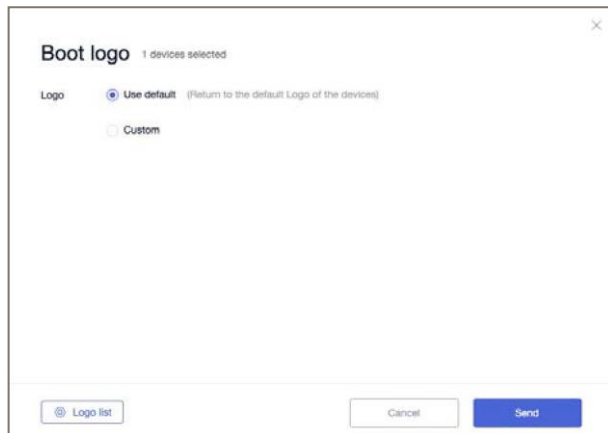 Boot logo 1 devices selected
Logo Use default (Return to the default Logo of the devices)
Custom
Logo list Cancel Send